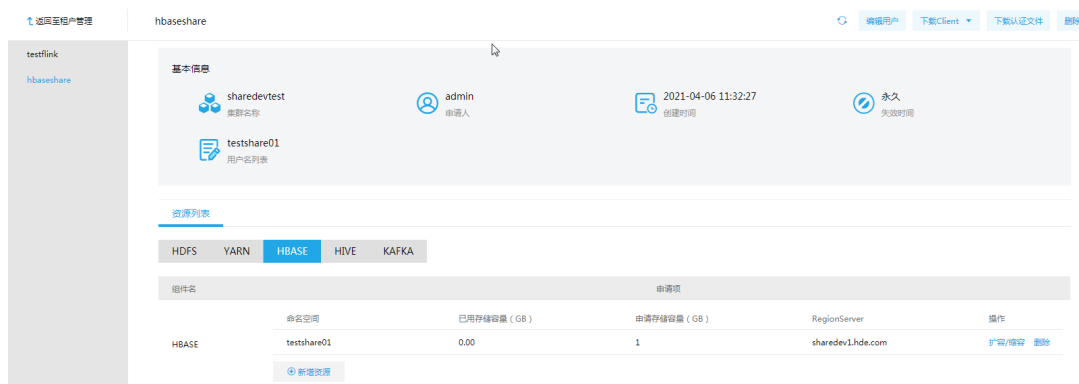 返回至租户管理
hbaseshare
编辑用户
下载Client
下载认证文件
删除
testflink
hbaseshare
基本信息
sharedevtest
集群名称
admin
申请人
2021-04-06 11:32:27
创建时间
永久
失效时间
testshare01
用户名列表
资源列表
HDFS YARN HBASE HIVE KAFKA
组件名 申请项
命名空间 已用存储容量（GB） 申请存储容量（GB） RegionServer 操作
HBASE
testshare01 0.00 1 sharedev1.hde.com 扩容/缩容 删除
新增资源